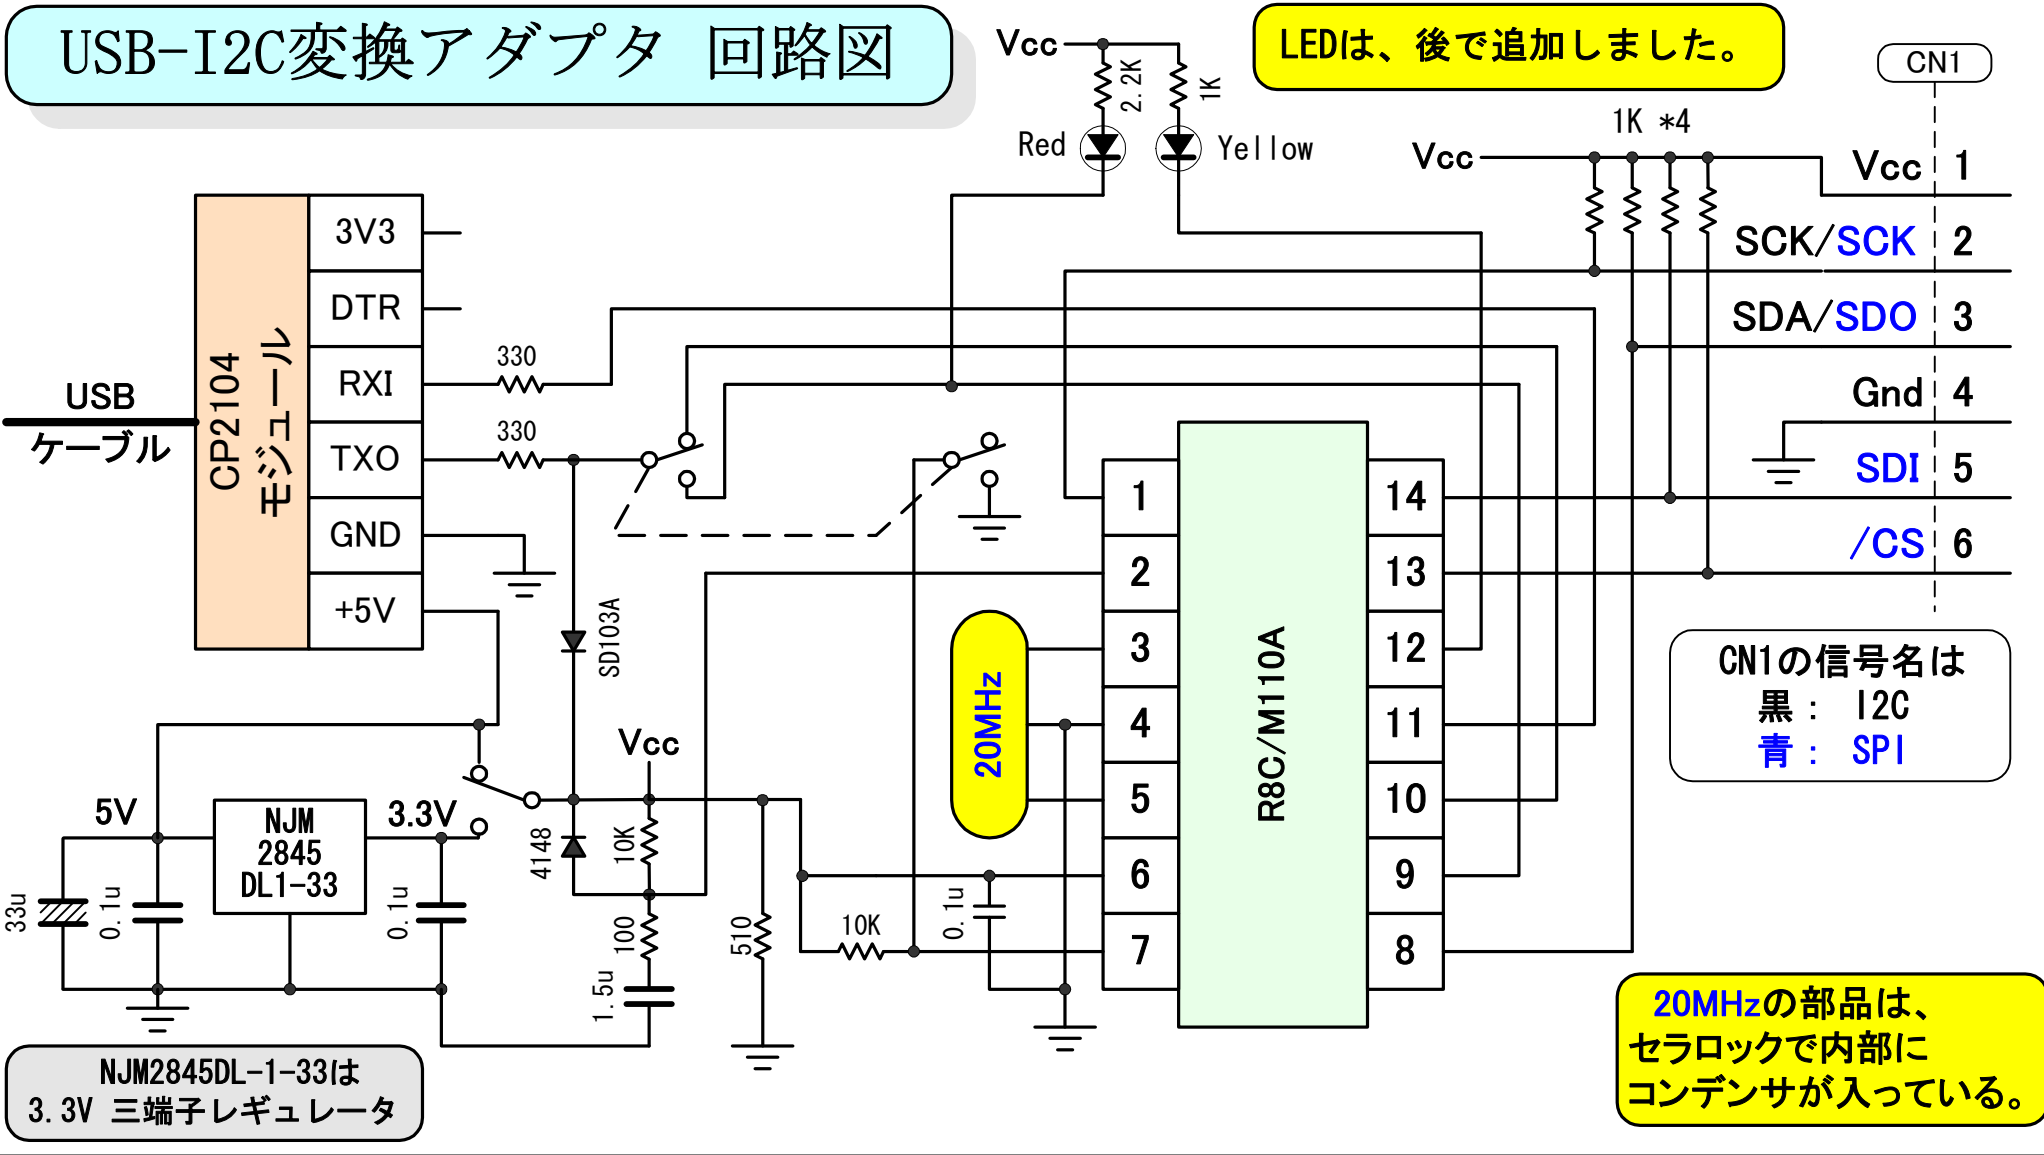 USB-I2C変換アダプタ 回路図
Vcc
2.2K
1K
Red
Yellow
LEDは、後で追加しました。
CN1
1K *4
Vcc
Vcc 1
SCK/SCK 2
SDA/SDO 3
Gnd 4
SDI 5
/CS 6
CP2104
モジュール
3V3
DTR
RXI
TXO
GND
+5V
USB
ケーブル
330
330
SD103A
Vcc
5V
NJM
2845
DL1-33
3.3V
33u
0.1u
0.1u
4148
10K
100
1.5u
510
10K
0.1u
20MHz
1
2
3
4
5
6
7
R8C/M110A
14
13
12
11
10
9
8
CN1の信号名は
黒： I2C
青： SPI
NJM2845DL-1-33は
3.3V 三端子レギュレータ
20MHzの部品は、
セラロックで内部に
コンデンサが入っている。